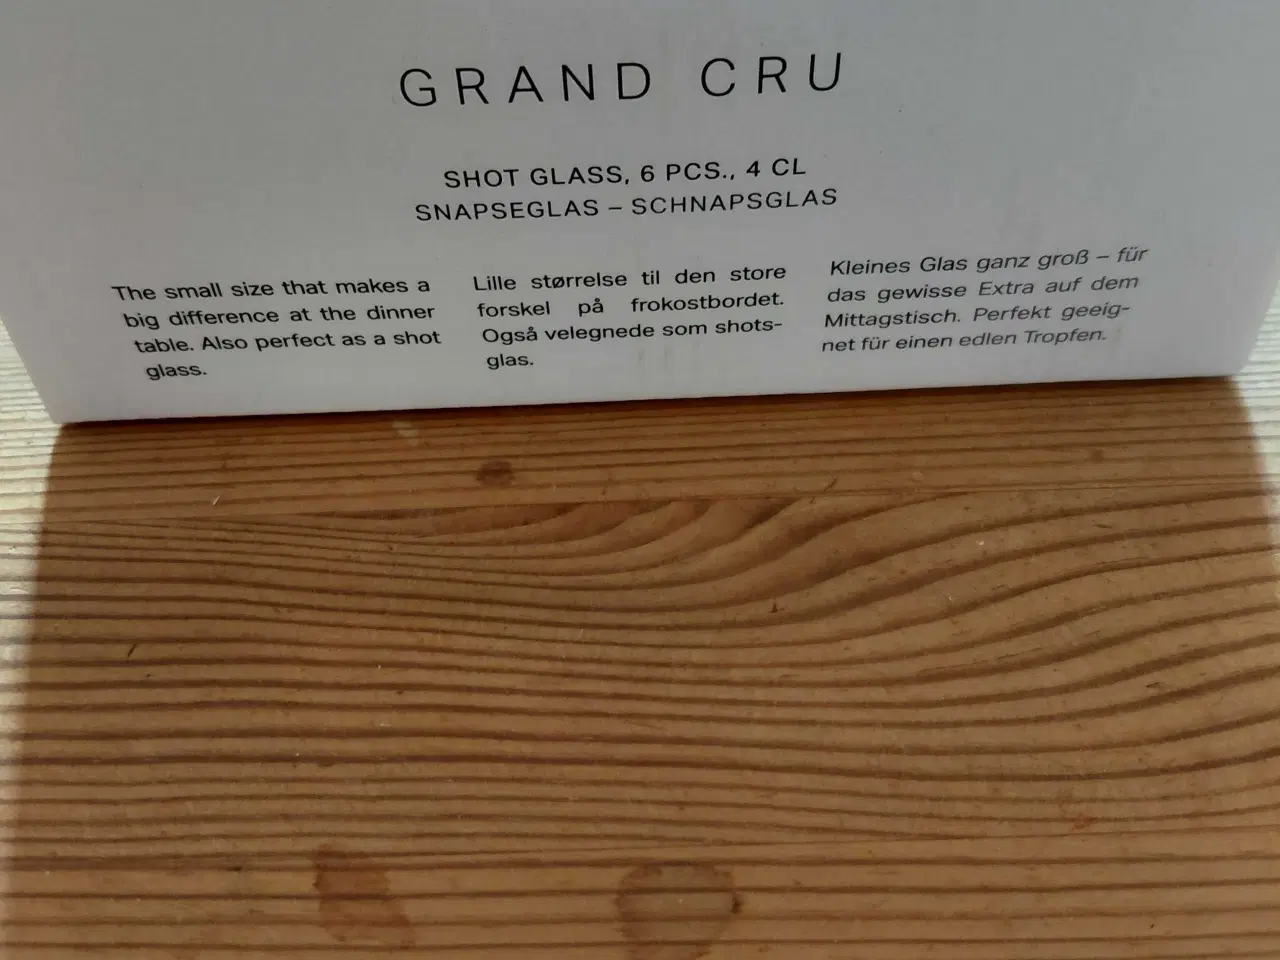 GRAND CRU
SHOT GLASS, 6 PCS., 4 CL
SNAPSEGLAS – SCHNAPSGLAS
The small size that makes a
big difference at the dinner
table. Also perfect as a shot
glass.
Lille størrelse til den store
forskel på frokostbordet.
Også velegnede som shots-
glas.
Kleines Glas ganz groß – für
das gewisse Extra auf dem
Mittagstisch. Perfekt geeig-
net für einen edlen Tropfen.